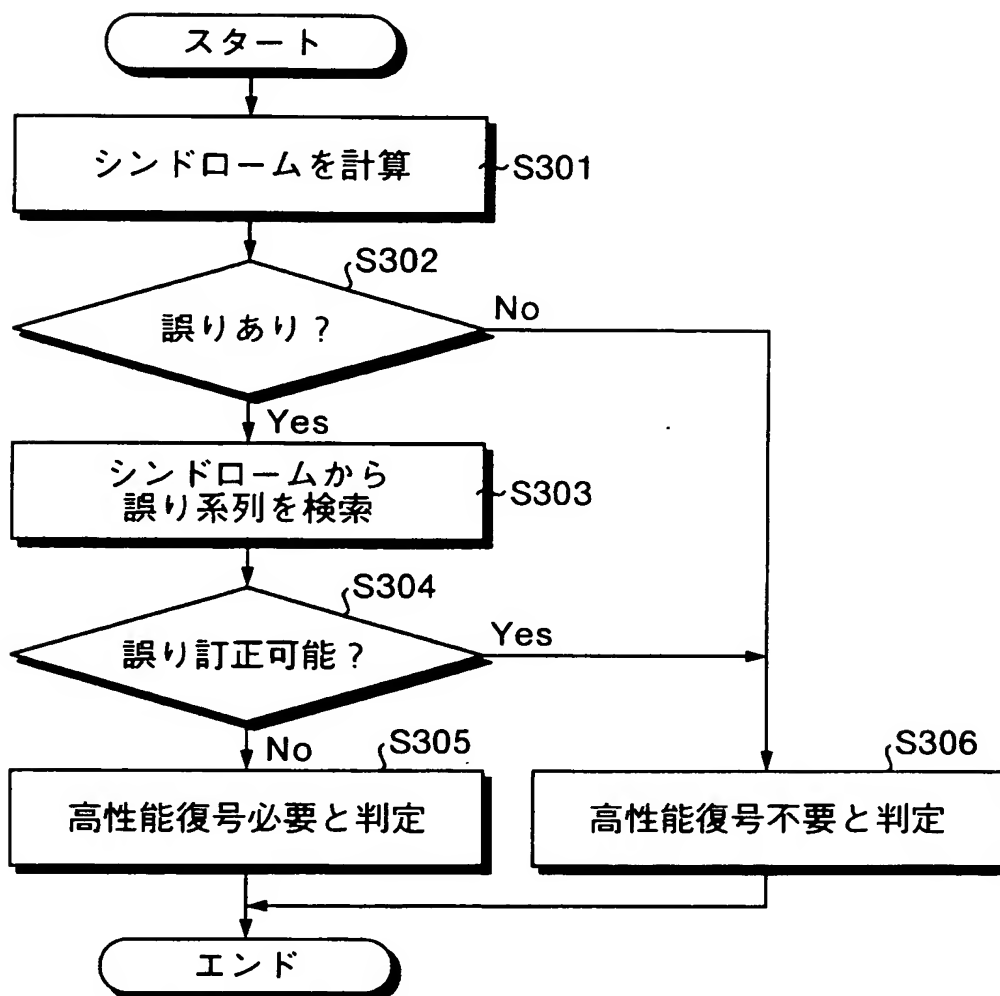 スタート
シンドロームを計算
S301
S302
誤りあり?
No
Yes
シンドロームから
誤り系列を検索
S303
S304
誤り訂正可能?
Yes
No
S305
S306
高性能復号必要と判定
高性能復号不要と判定
エンド